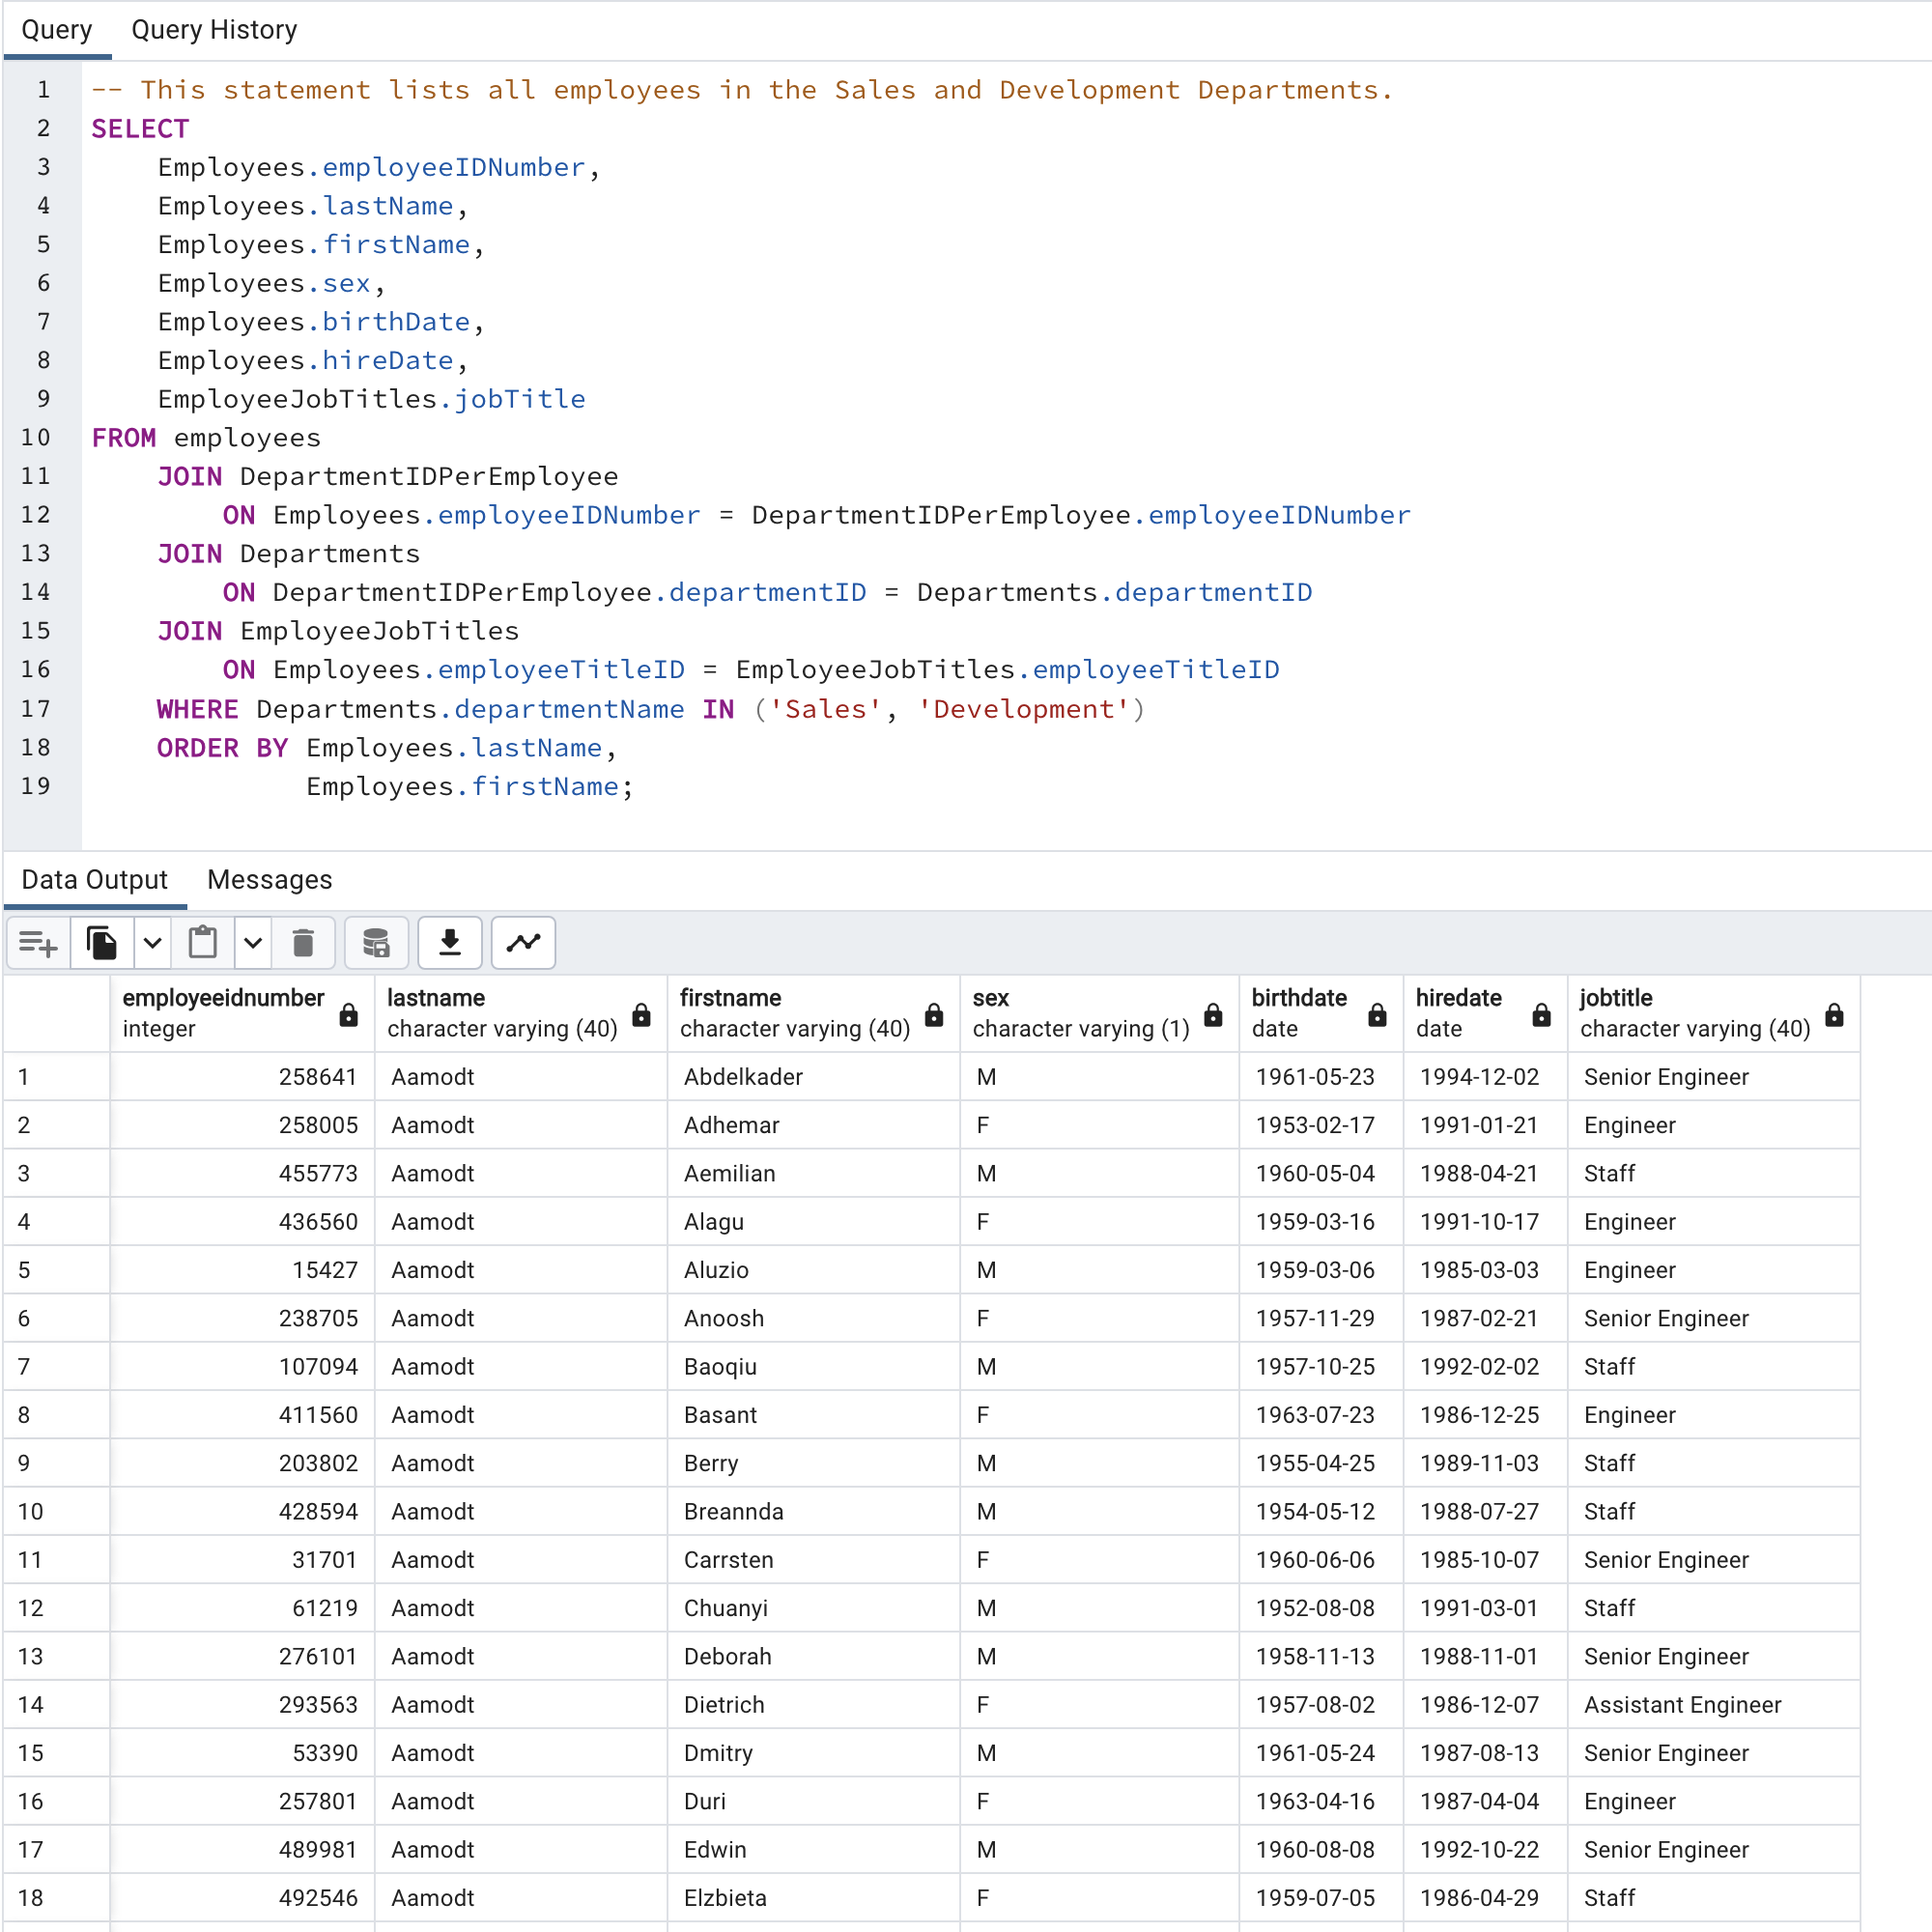 Query Query History
1 -- This statement lists all employees in the Sales and Development Departments.
2 SELECT
3 Employees.employeeIDNumber,
4 Employees.lastName,
5 Employees.firstName,
6 Employees.sex,
7 Employees.birthDate,
8 Employees.hireDate,
9 EmployeeJobTitles.jobTitle
10 FROM employees
11 JOIN DepartmentIDPerEmployee
12 ON Employees.employeeIDNumber = DepartmentIDPerEmployee.employeeIDNumber
13 JOIN Departments
14 ON DepartmentIDPerEmployee.departmentID = Departments.departmentID
15 JOIN EmployeeJobTitles
16 ON Employees.employeeTitleID = EmployeeJobTitles.employeeTitleID
17 WHERE Departments.departmentName IN ('Sales', 'Development')
18 ORDER BY Employees.lastName,
19 Employees.firstName;
Data Output Messages
employeeidnumber lastname firstname sex birthdate hiredate jobtitle
integer character varying (40) character varying (40) character varying (1) date date character varying (40)
1 258641 Aamodt Abdelkader M 1961-05-23 1994-12-02 Senior Engineer
2 258005 Aamodt Adhemar F 1953-02-17 1991-01-21 Engineer
3 455773 Aamodt Aemilian M 1960-05-04 1988-04-21 Staff
4 436560 Aamodt Alagu F 1959-03-16 1991-10-17 Engineer
5 15427 Aamodt Aluzio M 1959-03-06 1985-03-03 Engineer
6 238705 Aamodt Anoosh F 1957-11-29 1987-02-21 Senior Engineer
7 107094 Aamodt Baoqiu M 1957-10-25 1992-02-02 Staff
8 411560 Aamodt Basant F 1963-07-23 1986-12-25 Engineer
9 203802 Aamodt Berry M 1955-04-25 1989-11-03 Staff
10 428594 Aamodt Breannda M 1954-05-12 1988-07-27 Staff
11 31701 Aamodt Carrsten F 1960-06-06 1985-10-07 Senior Engineer
12 61219 Aamodt Chuanyi M 1952-08-08 1991-03-01 Staff
13 276101 Aamodt Deborah M 1958-11-13 1988-11-01 Senior Engineer
14 293563 Aamodt Dietrich F 1957-08-02 1986-12-07 Assistant Engineer
15 53390 Aamodt Dmitry M 1961-05-24 1987-08-13 Senior Engineer
16 257801 Aamodt Duri F 1963-04-16 1987-04-04 Engineer
17 489981 Aamodt Edwin M 1960-08-08 1992-10-22 Senior Engineer
18 492546 Aamodt Elzbieta F 1959-07-05 1986-04-29 Staff